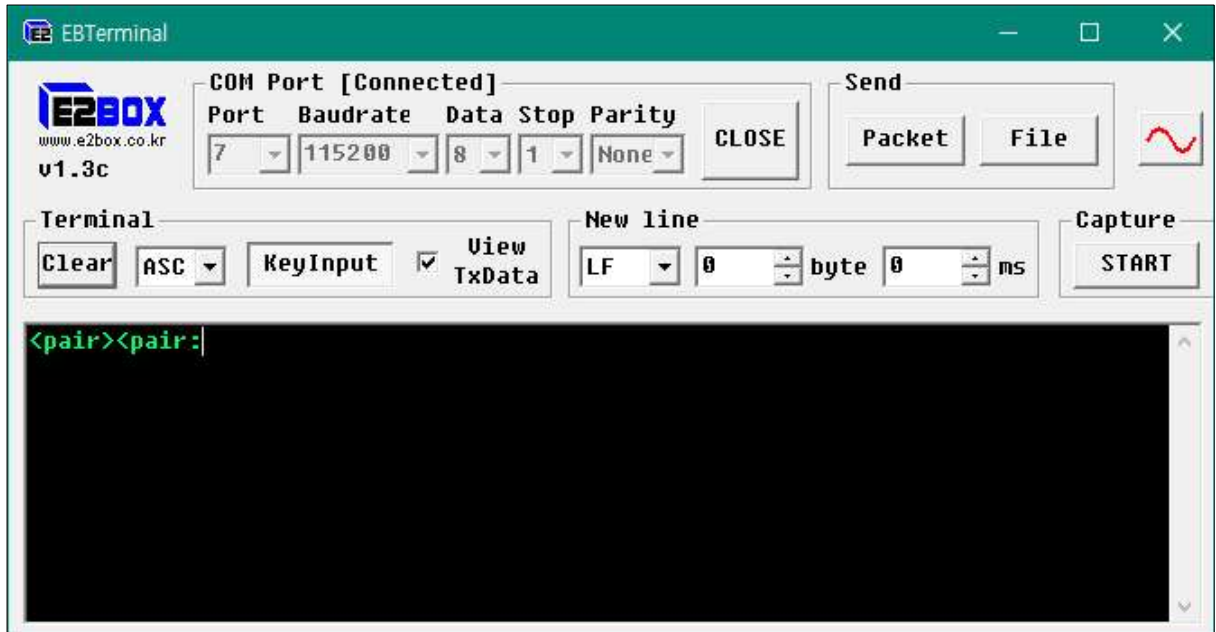 EBTerminal
E2BOX
www.e2box.co.kr
v1.3c
COM Port [Connected]
Port Baudrate Data Stop Parity
7 115200 8 1 None
CLOSE
Send
Packet File
Terminal
Clear ASC KeyInput View TxData
New line
LF 0 byte 0 ms
Capture
START
<pair><pair: